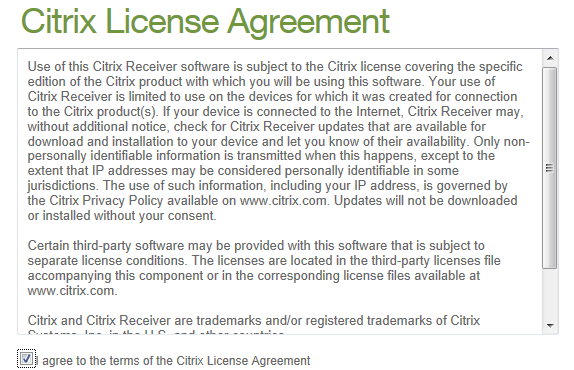 Citrix License Agreement
Use of this Citrix Receiver software is subject to the Citrix license covering the specific
edition of the Citrix product with which you will be using this software. Your use of
Citrix Receiver is limited to use on the devices for which it was created for connection
to the Citrix product(s). If your device is connected to the Internet, Citrix Receiver may,
without additional notice, check for Citrix Receiver updates that are available for
download and installation to your device and let you know of their availability. Only non-
personally identifiable information is transmitted when this happens, except to the
extent that IP addresses may be considered personally identifiable in some
jurisdictions. The use of such information, including your IP address, is governed by
the Citrix Privacy Policy available on www.citrix.com. Updates will not be downloaded
or installed without your consent.
Certain third-party software may be provided with this software that is subject to
separate license conditions. The licenses are located in the third-party licenses file
accompanying this component or in the corresponding license files available at
www.citrix.com.
Citrix and Citrix Receiver are trademarks and/or registered trademarks of Citrix
Systems, Inc. in the U.S. and other countries.
I agree to the terms of the Citrix License Agreement